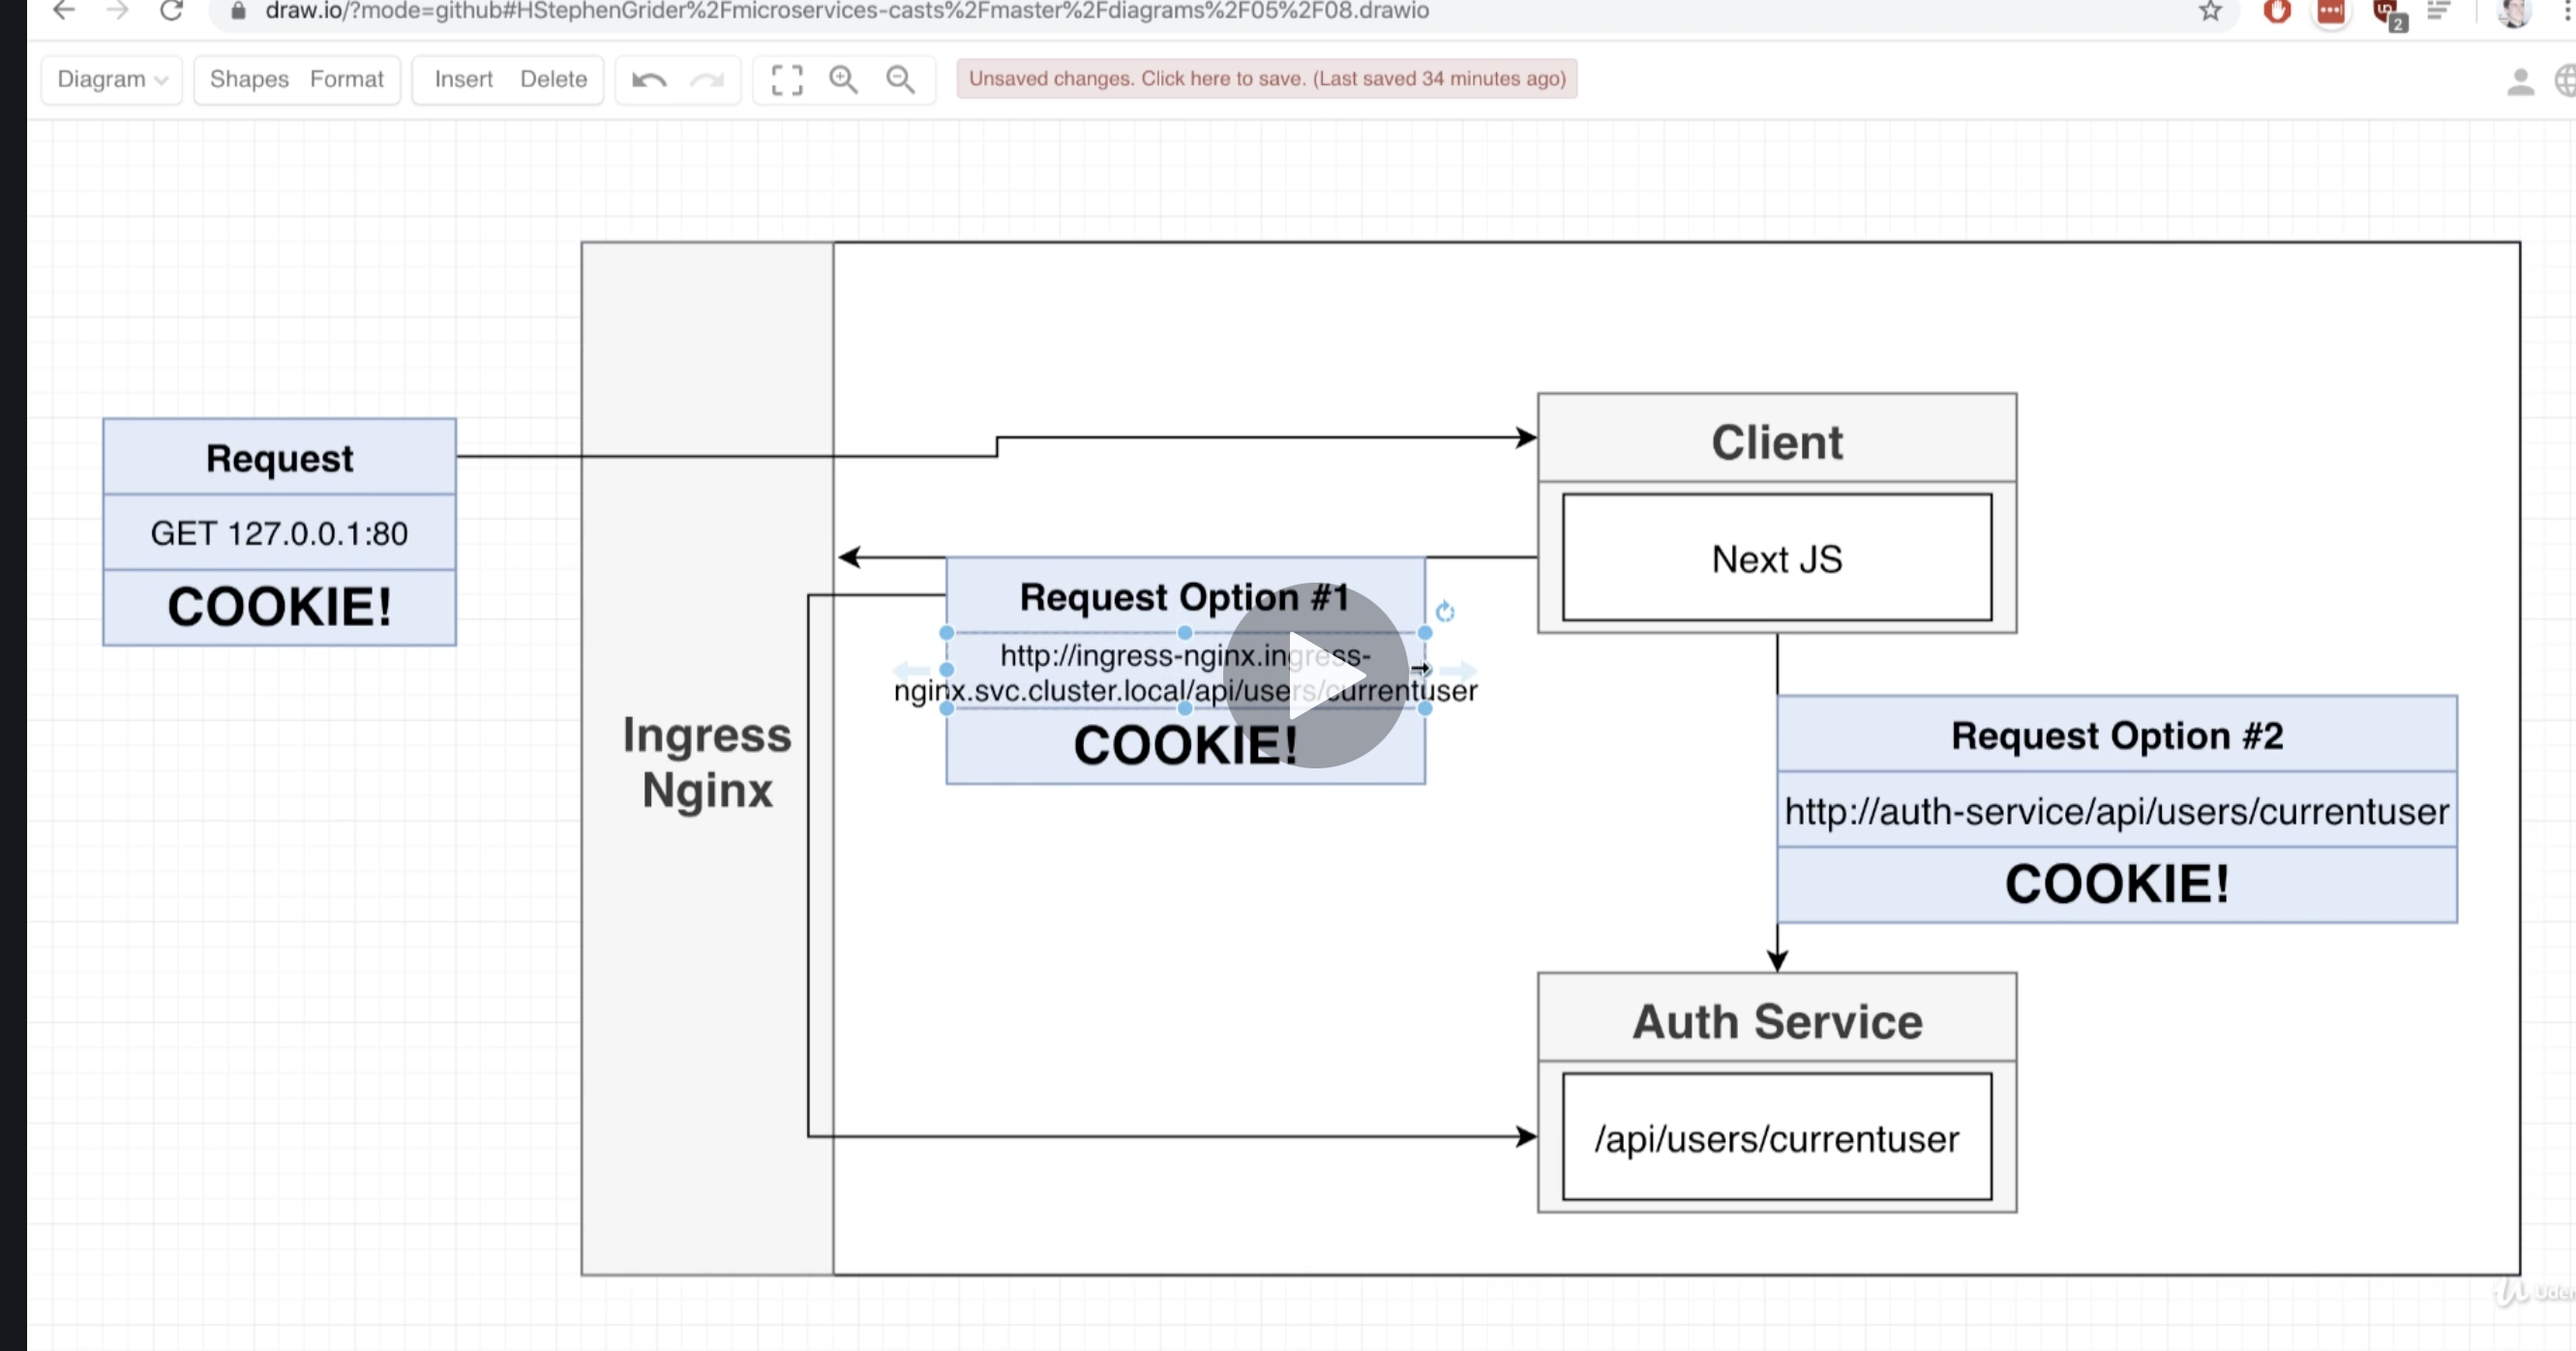 draw.io/?mode=github#HStephenGrider%2Fmicroservices-casts%2Fmaster%2Fdiagrams%2F05%2F08.drawio
2
Diagram
Shapes Format
Insert Delete
Unsaved changes. Click here to save. (Last saved 34 minutes ago)
Request
GET 127.0.0.1:80
COOKIE!
Ingress
Nginx
Client
Next JS
Request Option #1
http://ingress-nginx.ingress-
nginx.svc.cluster.local/api/users/currentuser
COOKIE!
Request Option #2
http://auth-service/api/users/currentuser
COOKIE!
Auth Service
/api/users/currentuser